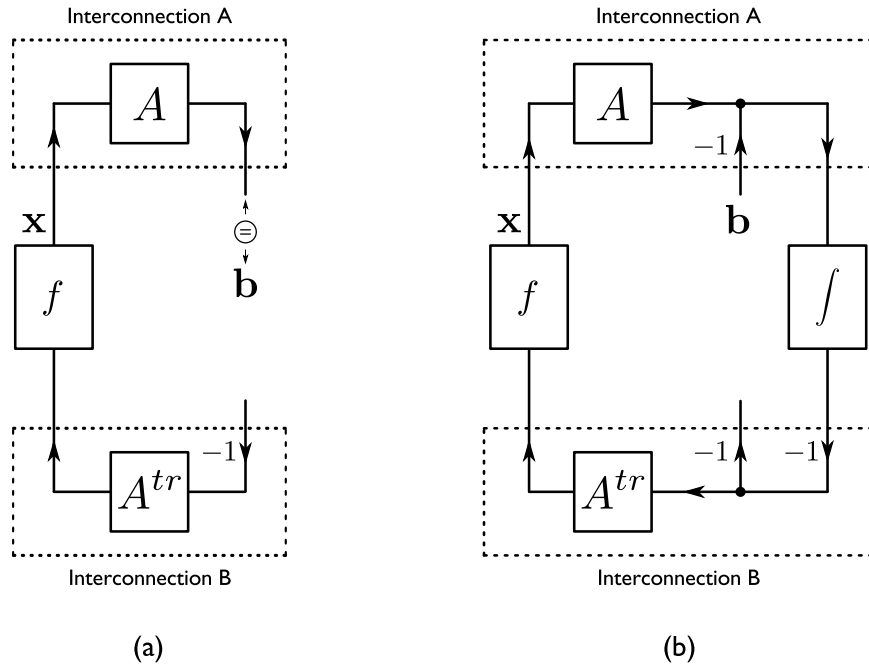 Interconnection A
A
x
=
b
f
−1
A^{tr}
Interconnection B
(a)
Interconnection A
A
−1
x
b
f
∫
−1
−1
A^{tr}
Interconnection B
(b)